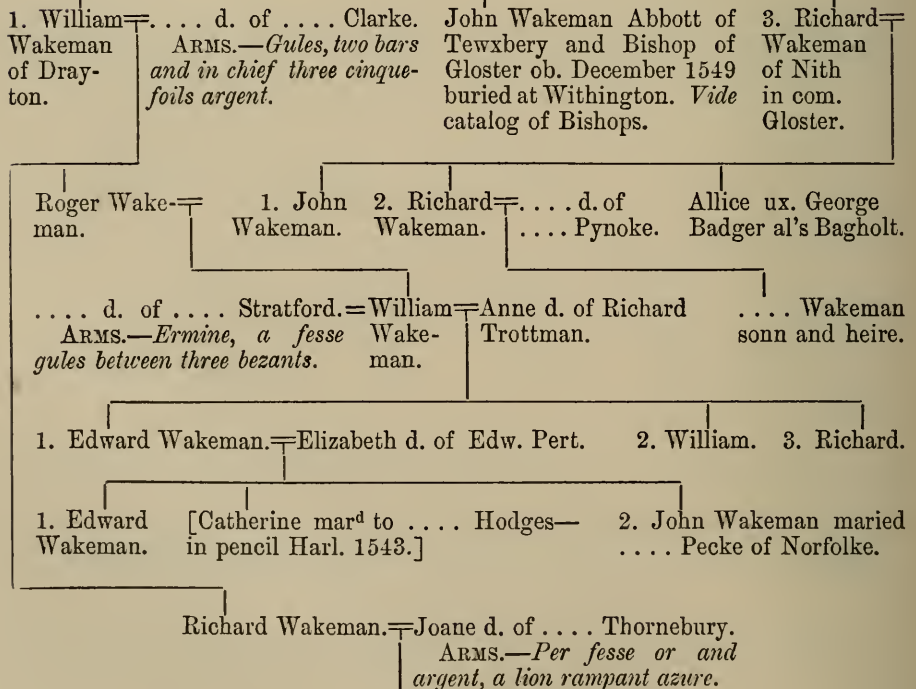 1. William=. . . . d. of . . . . Clarke.
Wakeman
of Dray-
ton.
ARMS.—Gules, two bars
and in chief three cinque-
foils argent.
John Wakeman Abbott of
Tewxbery and Bishop of
Gloster ob. December 1549
buried at Withington. Vide
catalog of Bishops.
3. Richard=
Wakeman
of Nith
in com.
Gloster.
Roger Wake-=
man.
1. John
Wakeman.
2. Richard=. . . . d. of
Wakeman. . . . . Pynoke.
Allice ux. George
Badger al's Bagholt.
. . . . d. of . . . . Stratford.=William=Anne d. of Richard
ARMS.—Ermine, a fesse
gules between three bezants.
Wake-
man.
Trottman.
. . . . Wakeman
sonn and heire.
1. Edward Wakeman.=Elizabeth d. of Edw. Pert.
2. William.
3. Richard.
1. Edward
Wakeman.
[Catherine marᵈ to . . . . Hodges—
in pencil Harl. 1543.]
2. John Wakeman maried
. . . . Pecke of Norfolke.
Richard Wakeman.=Joane d. of . . . . Thornebury.
ARMS.—Per fesse or and
argent, a lion rampant azure.